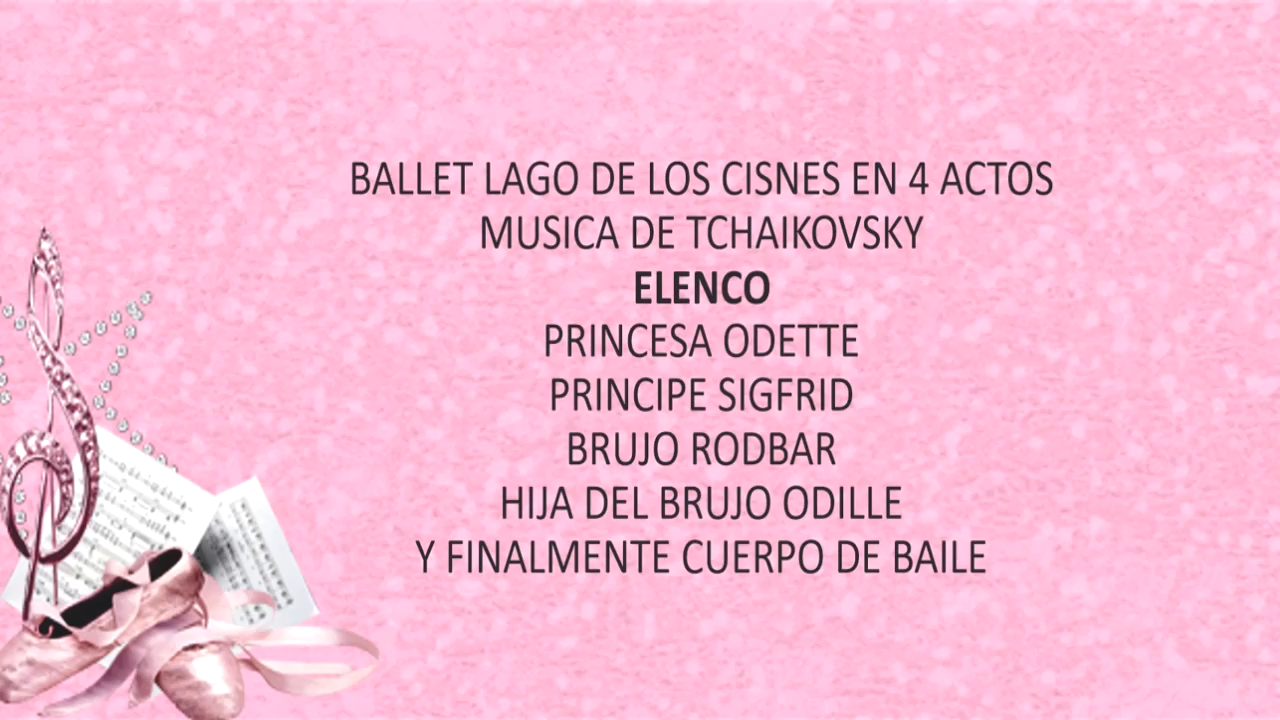 BALLET LAGO DE LOS CISNES EN 4 ACTOS
MUSICA DE TCHAIKOVSKY
ELENCO
PRINCESA ODETTE
PRINCIPE SIGFRID
BRUJO RODBAR
HIJA DEL BRUJO ODILLE
Y FINALMENTE CUERPO DE BAILE